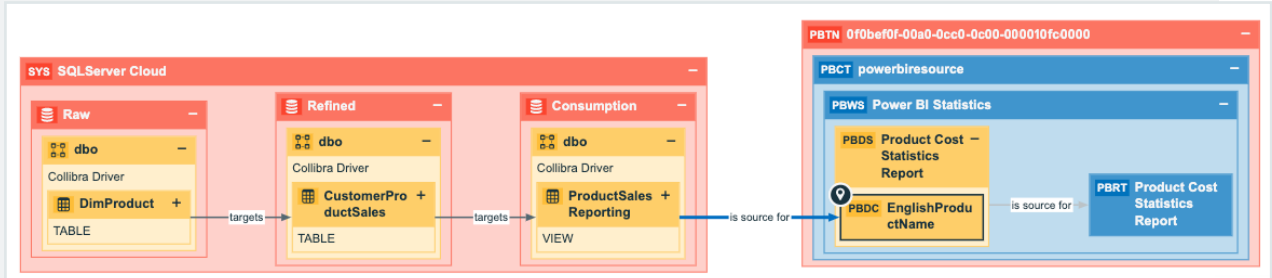 PBTN 0f0bef0f-00a0-0cc0-0c00-000010fc0000 −
SYS SQLServer Cloud −
PBCT powerbiresource −
Raw −
Refined −
Consumption −
PBWS Power BI Statistics −
dbo −
Collibra Driver
DimProduct +
TABLE
targets
dbo −
Collibra Driver
CustomerPro +
ductSales
TABLE
targets
dbo −
Collibra Driver
ProductSales +
Reporting
VIEW
is source for
PBDS Product Cost −
Statistics
Report
PBDC EnglishProdu
ctName
is source for
PBRT Product Cost
Statistics
Report